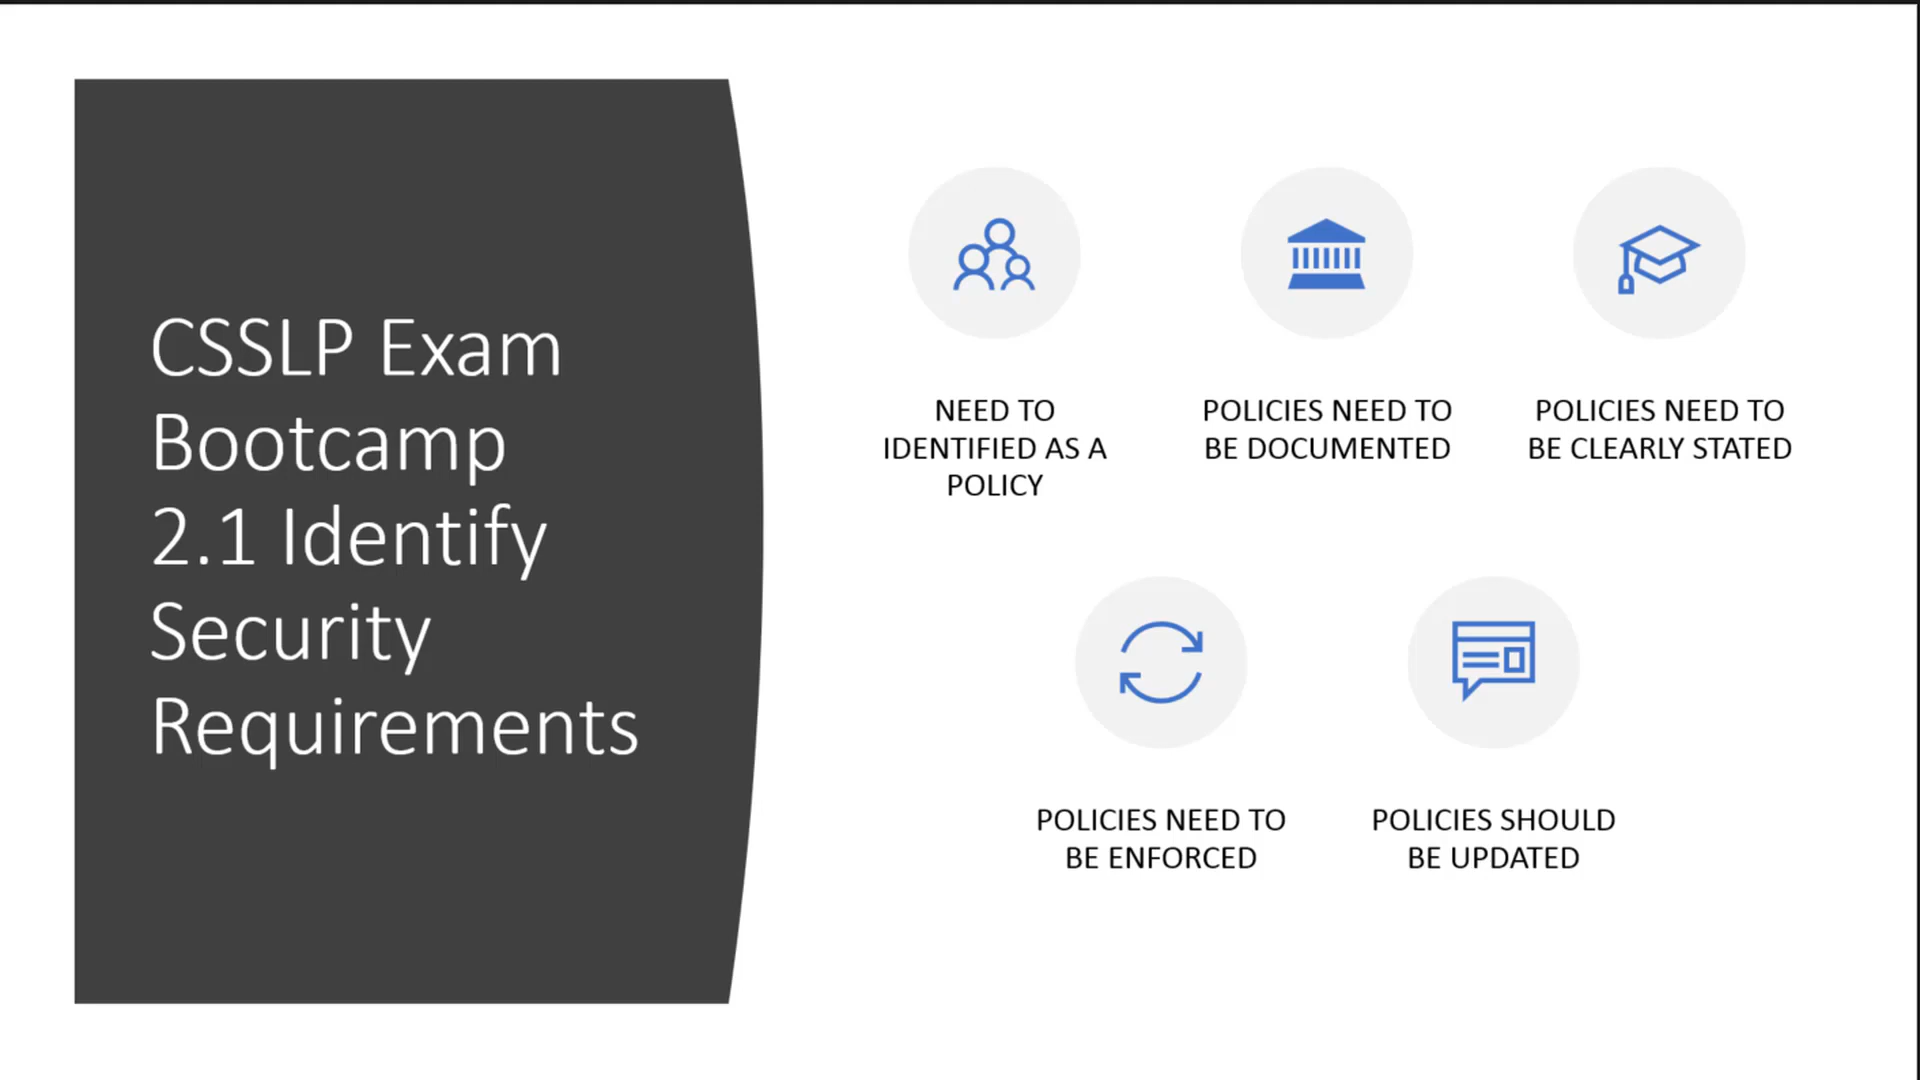 CSSLP Exam
Bootcamp
2.1 Identify
Security
Requirements
NEED TO
IDENTIFIED AS A
POLICY
POLICIES NEED TO
BE DOCUMENTED
POLICIES NEED TO
BE CLEARLY STATED
POLICIES NEED TO
BE ENFORCED
POLICIES SHOULD
BE UPDATED